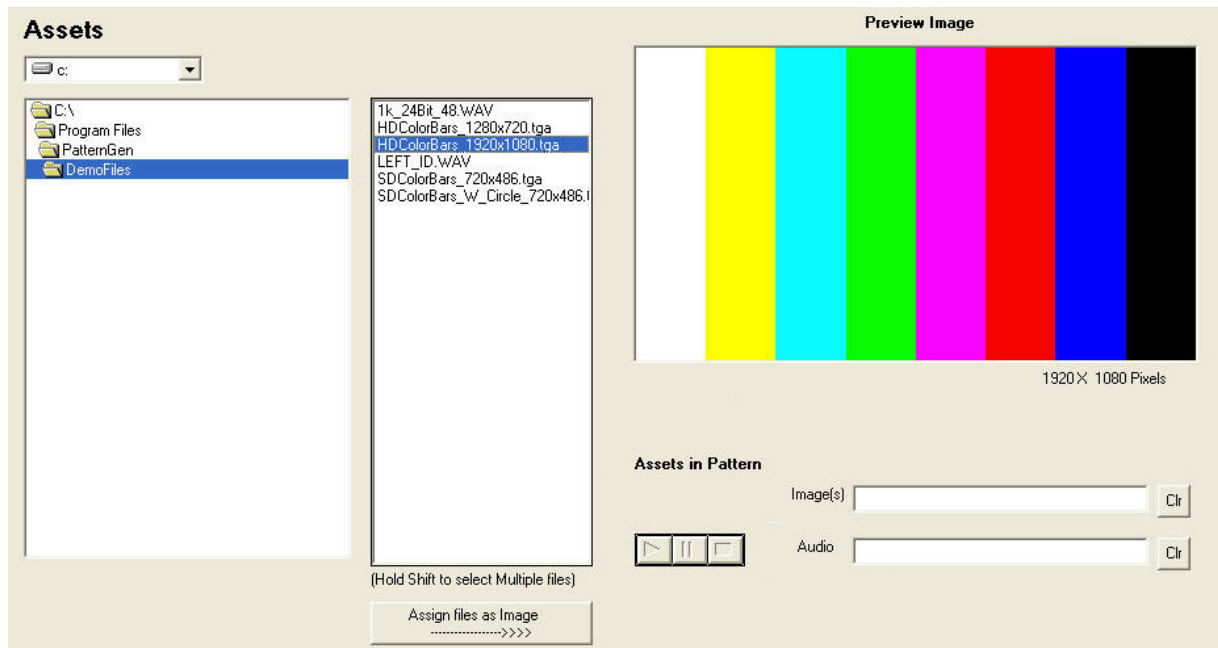 Assets
c:
C:\
Program Files
PatternGen
DemoFiles
1k_24Bit_48.WAV
HDColorBars_1280x720.tga
HDColorBars_1920x1080.tga
LEFT_ID.WAV
SDColorBars_720x486.tga
SDColorBars_W_Circle_720x486.t
(Hold Shift to select Multiple files)
Assign files as Image
------------------>>>>
Preview Image
1920 X 1080 Pixels
Assets in Pattern
Image(s)
Clr
Audio
Clr